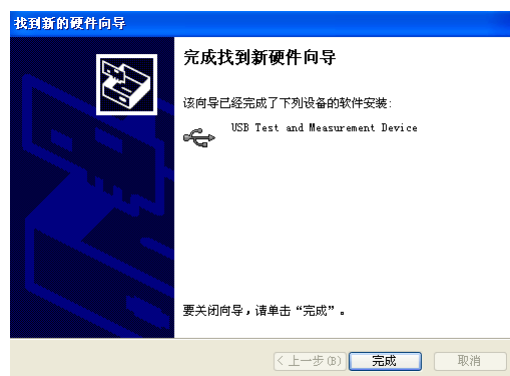 找到新的硬件向导
完成找到新硬件向导
该向导已经完成了下列设备的软件安装:
USB Test and Measurement Device
要关闭向导，请单击“完成”。
< 上一步(B)
完成
取消